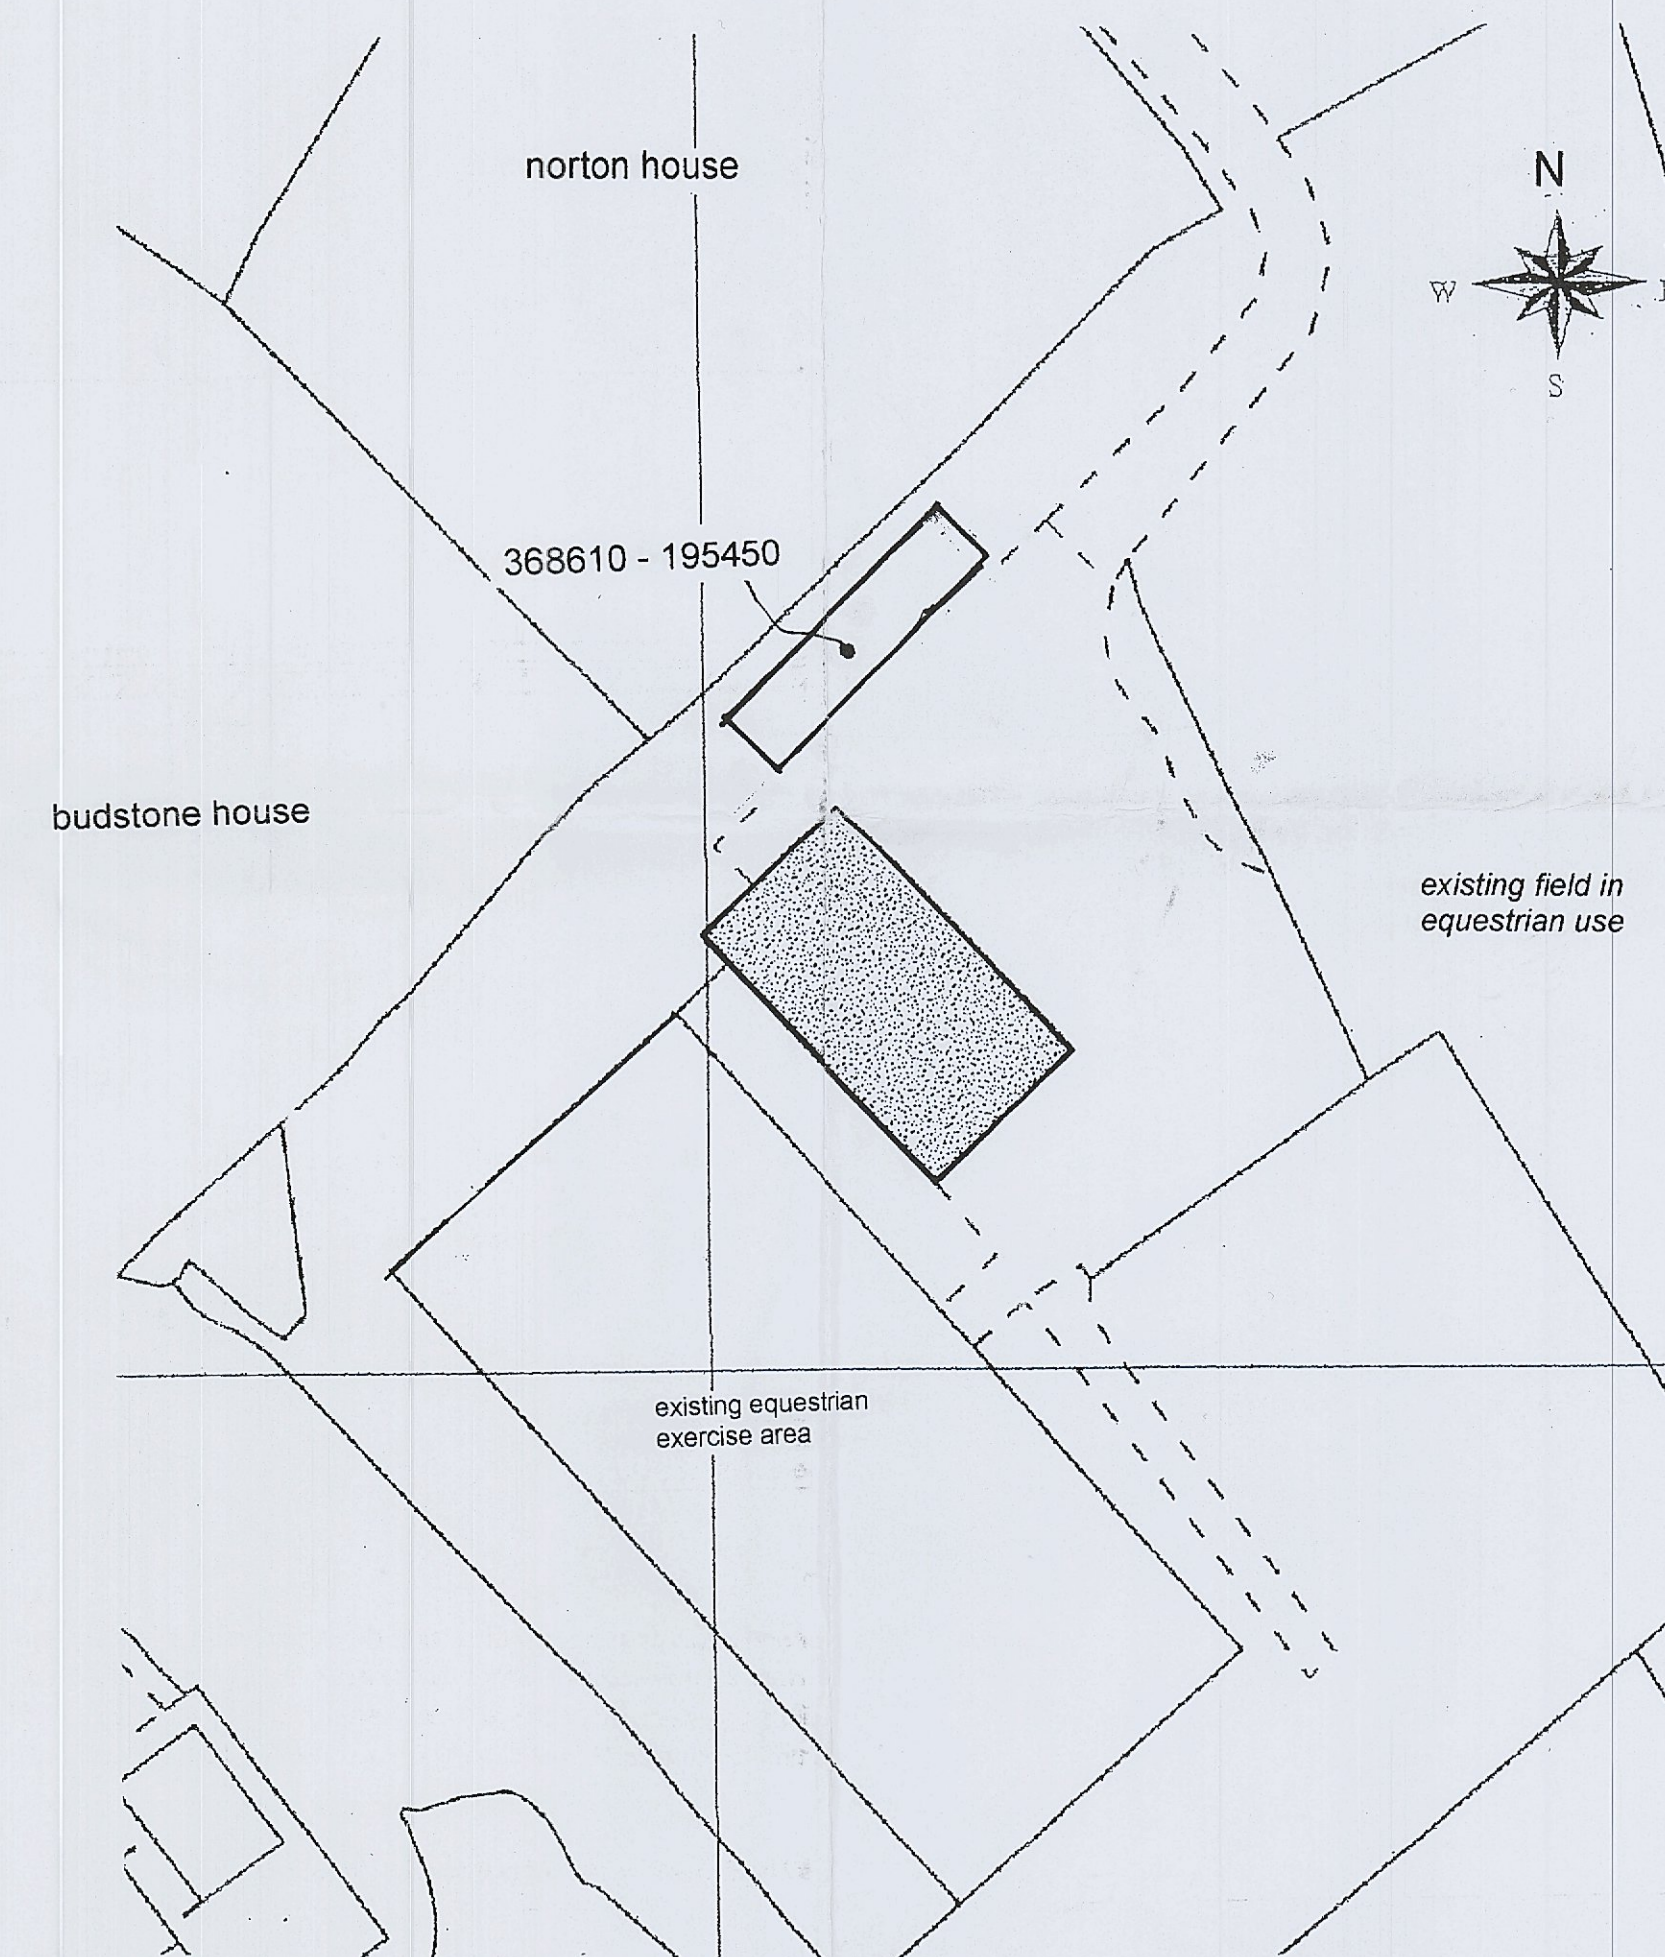 norton house
N
W
S
368610 - 195450
budstone house
existing field in
equestrian use
existing equestrian
exercise area